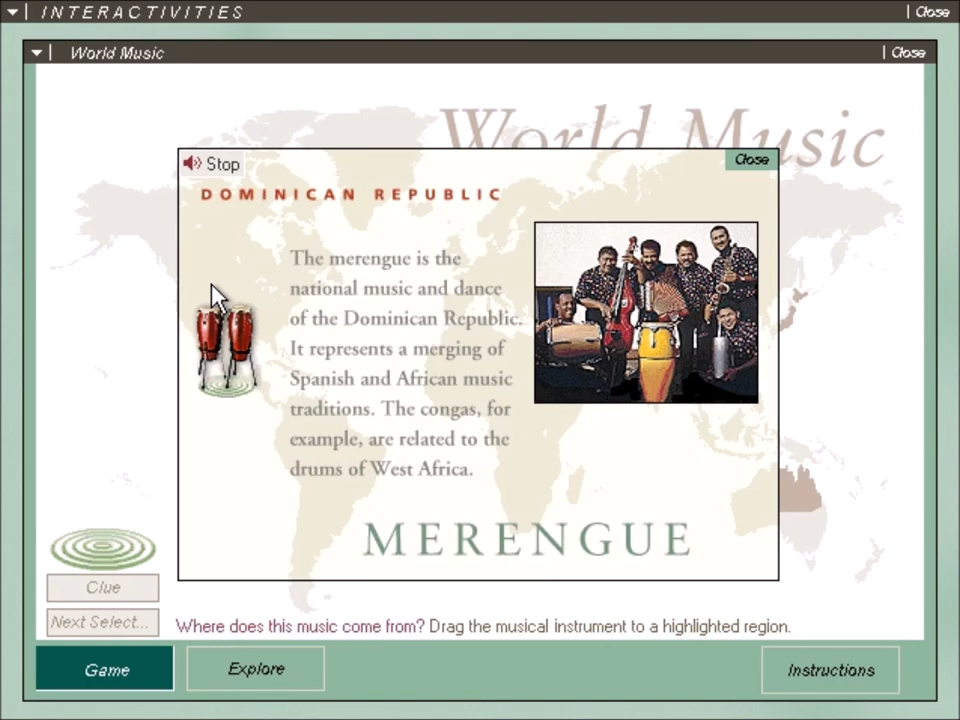 INTERACTIVITIES
Close
World Music
Close
World Music
Stop
Close
DOMINICAN REPUBLIC
The merengue is the
national music and dance
of the Dominican Republic.
It represents a merging of
Spanish and African music
traditions. The congas, for
example, are related to the
drums of West Africa.
MERENGUE
Clue
Next Select...
Where does this music come from? Drag the musical instrument to a highlighted region.
Game
Explore
Instructions